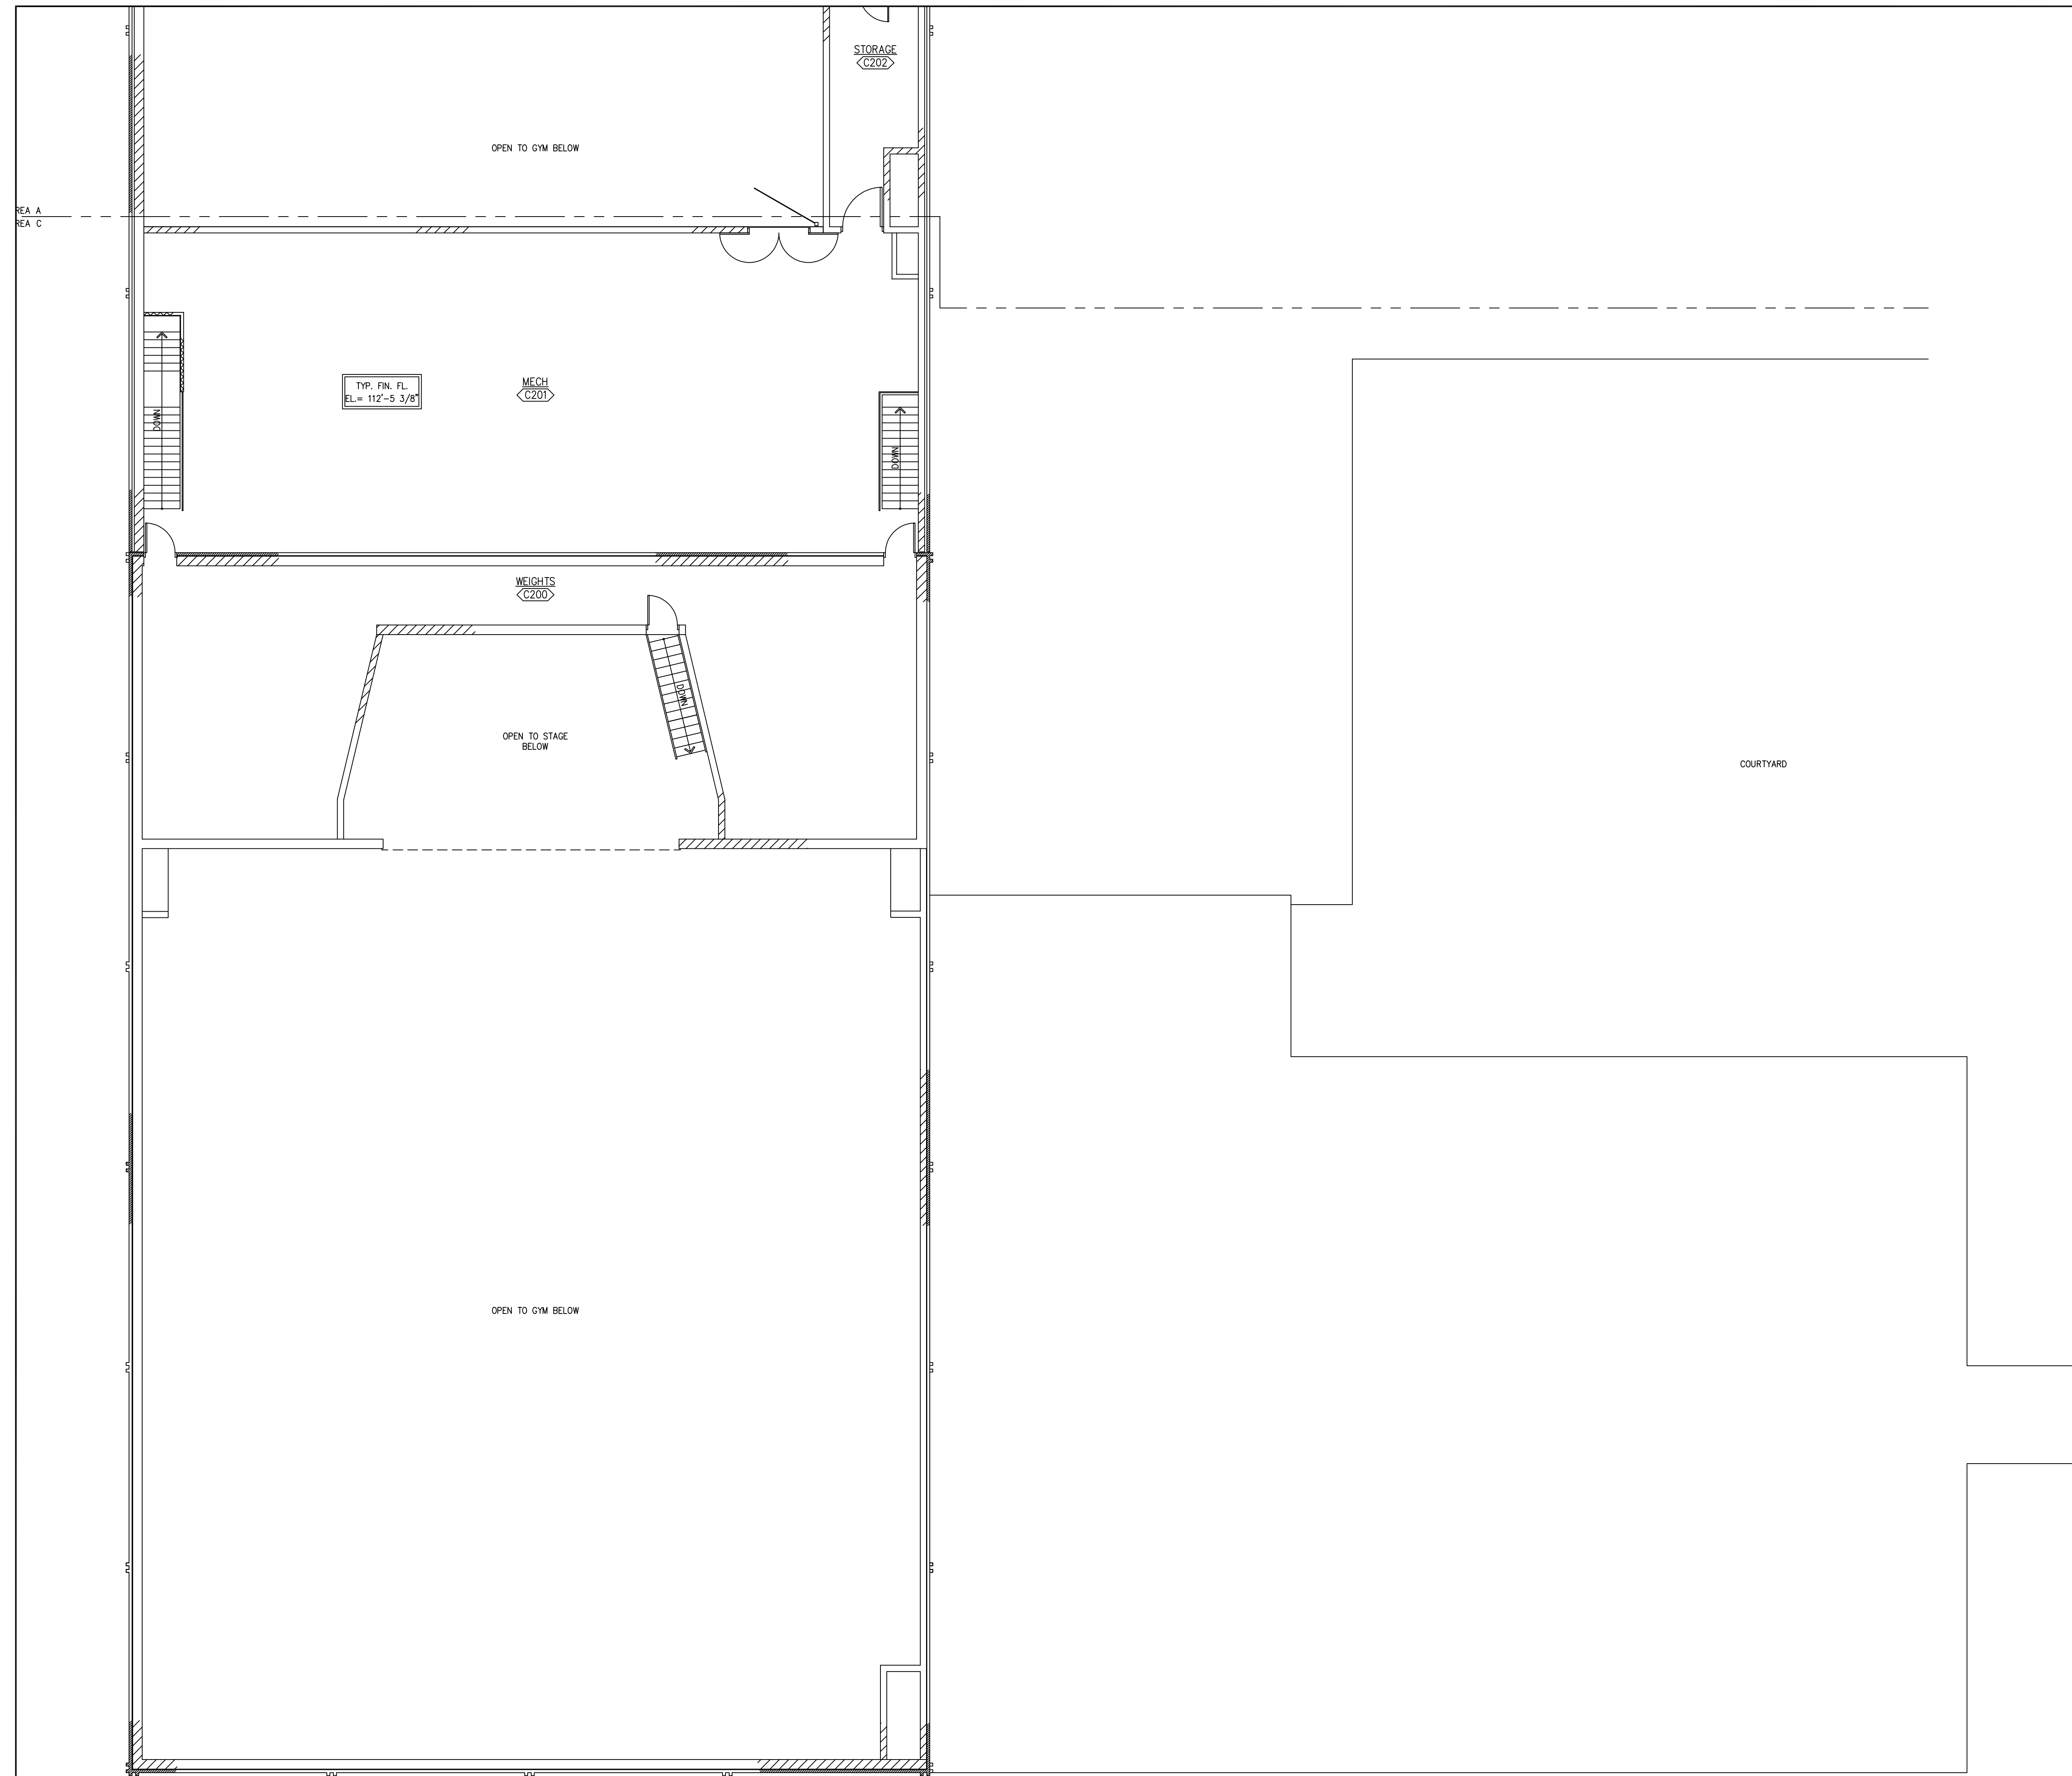 STORAGE
C202
OPEN TO GYM BELOW
REA A
REA C
TYP. FIN. FL.
EL.= 112'-5 3/8"
MECH
C201
DOWN
DOWN
WEIGHTS
C200
DOWN
OPEN TO STAGE
BELOW
COURTYARD
OPEN TO GYM BELOW